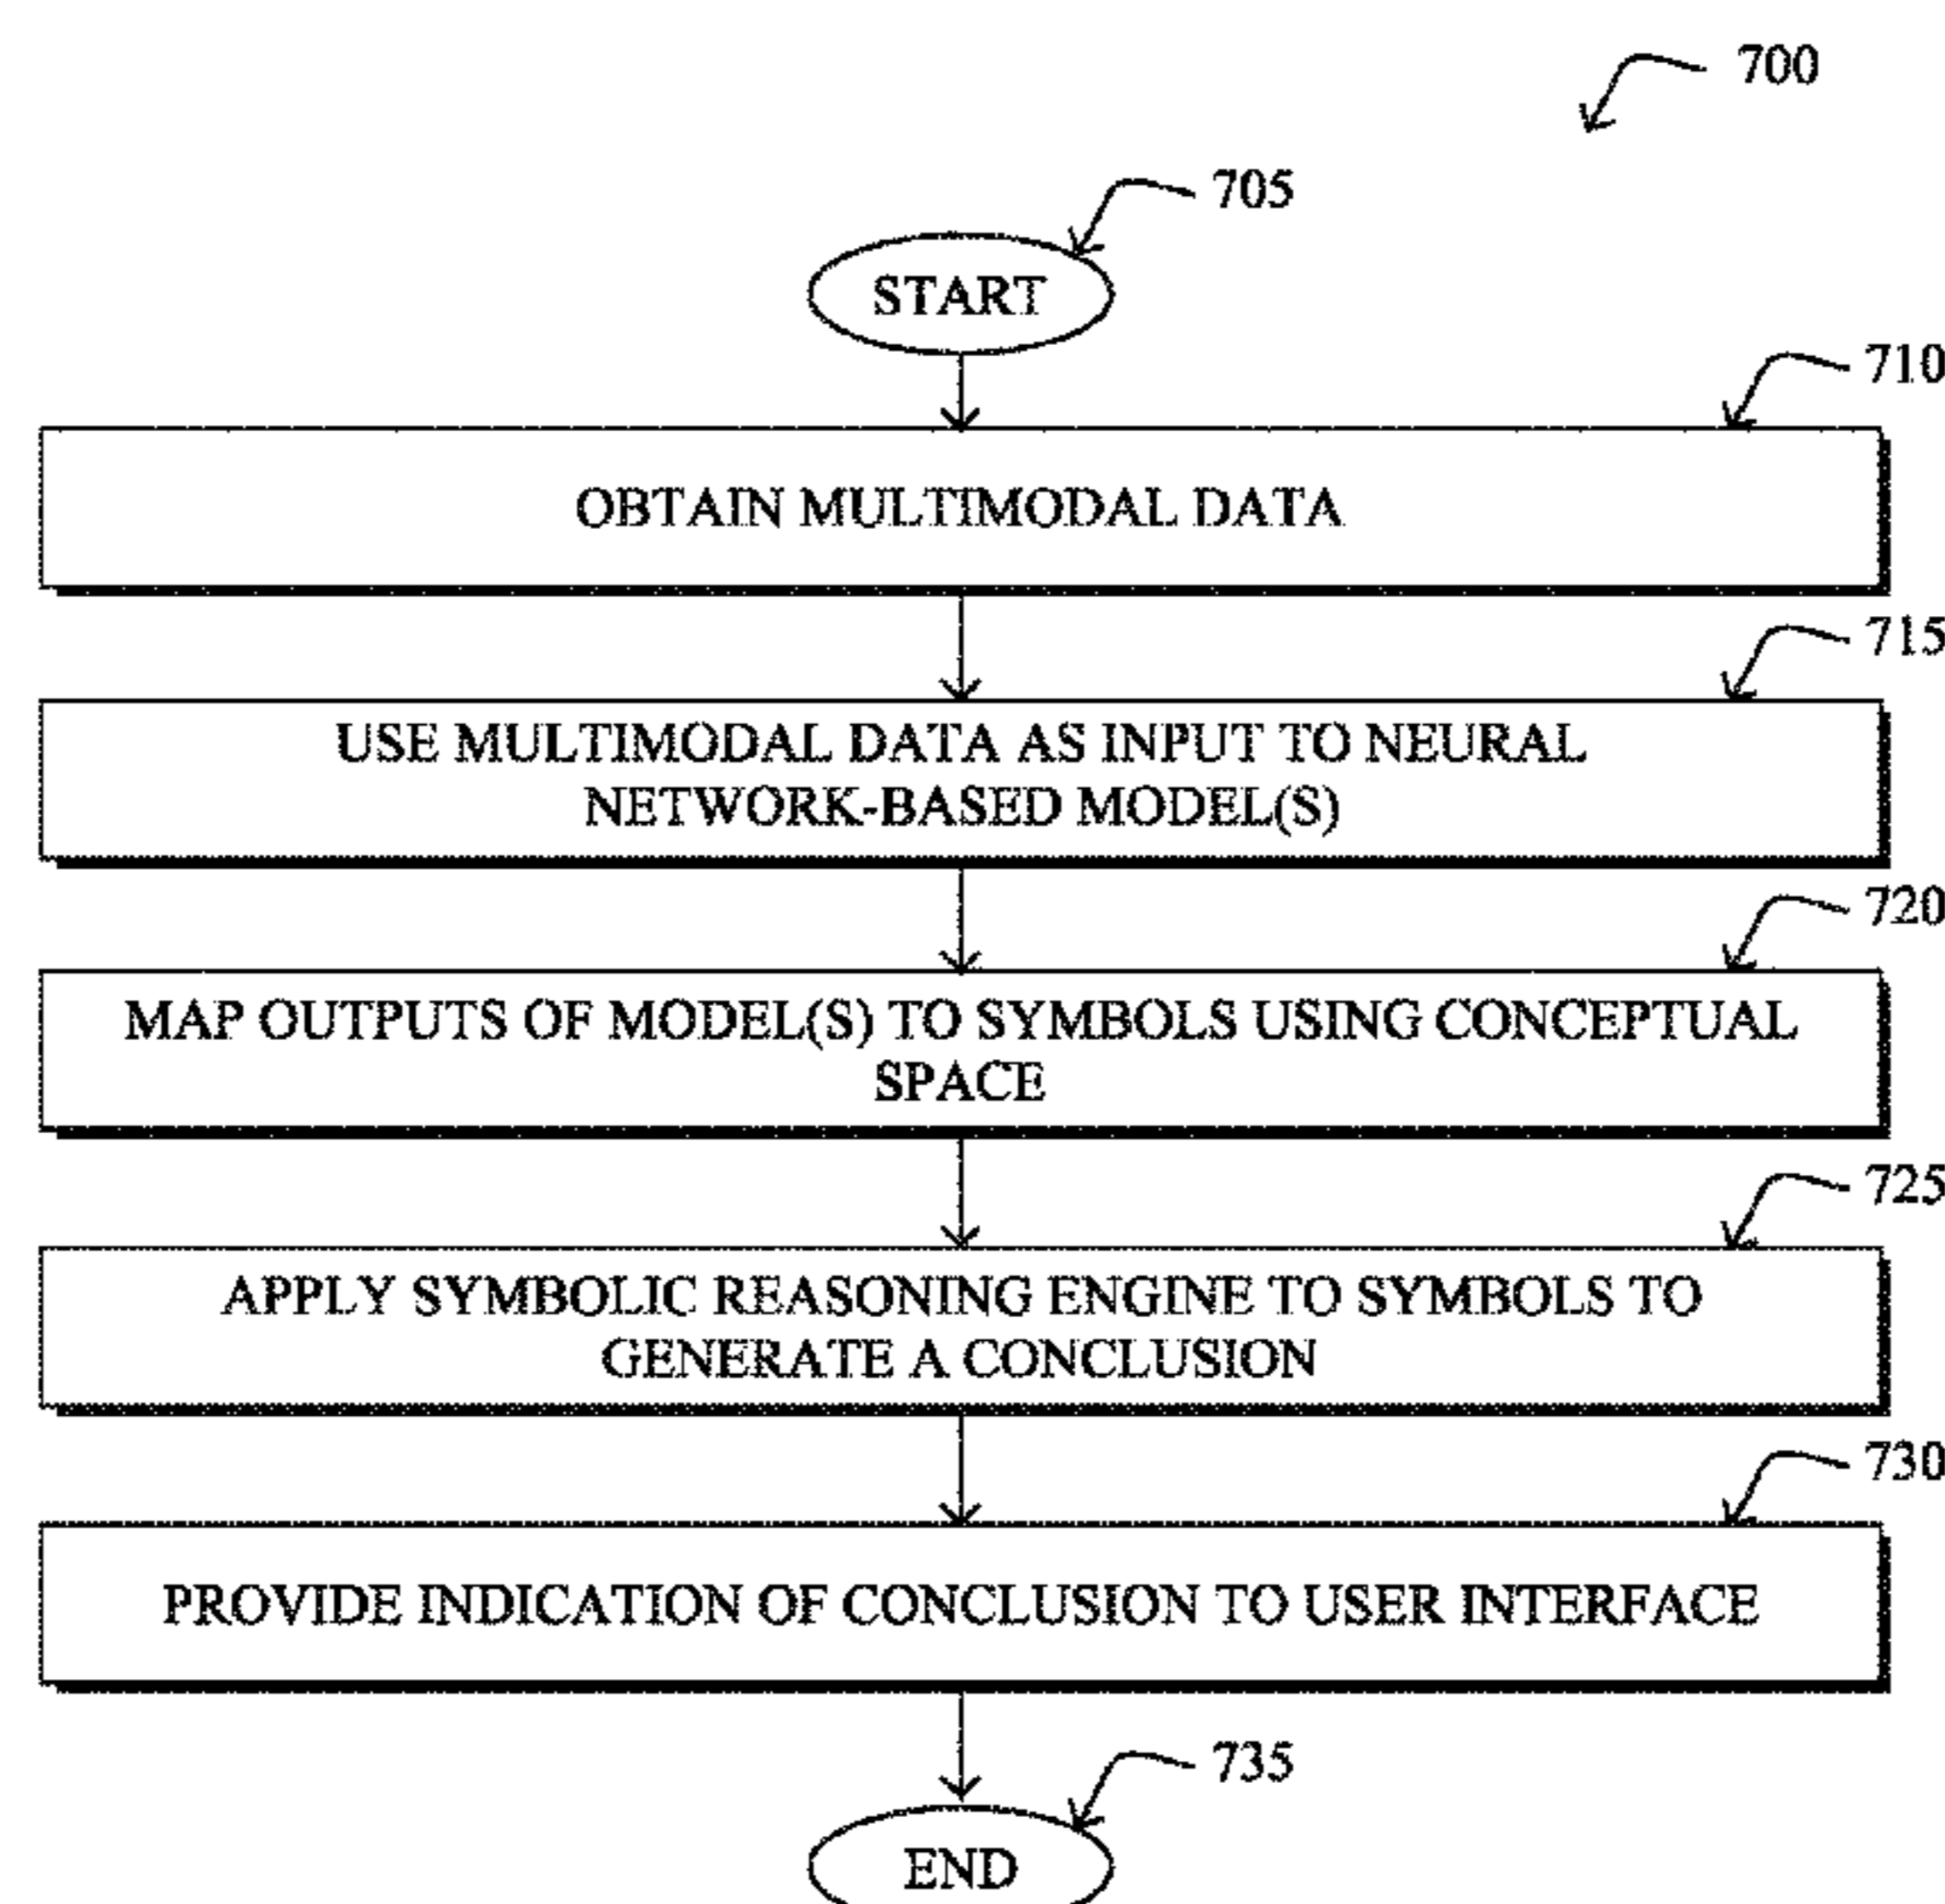 700
705
START
710
OBTAIN MULTIMODAL DATA
715
USE MULTIMODAL DATA AS INPUT TO NEURAL
NETWORK-BASED MODEL(S)
720
MAP OUTPUTS OF MODEL(S) TO SYMBOLS USING CONCEPTUAL
SPACE
725
APPLY SYMBOLIC REASONING ENGINE TO SYMBOLS TO
GENERATE A CONCLUSION
730
PROVIDE INDICATION OF CONCLUSION TO USER INTERFACE
735
END